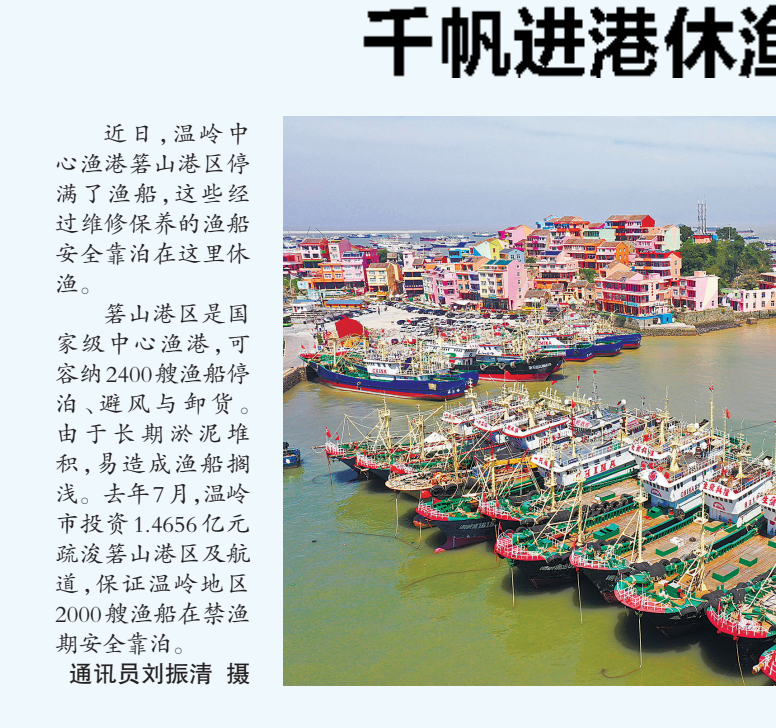 千帆进港休渔
近日，温岭中
心渔港箬山港区停
满了渔船，这些经
过维修保养的渔船
安全靠泊在这里休
渔。
箬山港区是国
家级中心渔港，可
容纳2400艘渔船停
泊、避风与卸货。
由于长期淤泥堆
积，易造成渔船搁
浅。去年7月，温岭
市投资1.4656亿元
疏浚箬山港区及航
道，保证温岭地区
2000艘渔船在禁渔
期安全靠泊。
通讯员刘振清 摄
CHINA